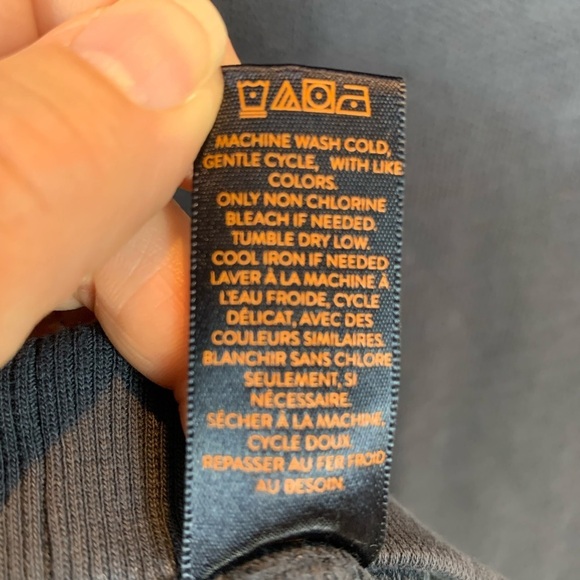 MACHINE WASH COLD,
GENTLE CYCLE, WITH LIKE
COLORS.
ONLY NON CHLORINE
BLEACH IF NEEDED.
TUMBLE DRY LOW.
COOL IRON IF NEEDED
LAVER À LA MACHINE À
L'EAU FROIDE, CYCLE
DÉLICAT, AVEC DES
COULEURS SIMILAIRES.
BLANCHIR SANS CHLORE
SEULEMENT, SI
NÉCESSAIRE.
SÉCHER À LA MACHINE,
CYCLE DOUX.
REPASSER AU FER FROID
AU BESOIN.